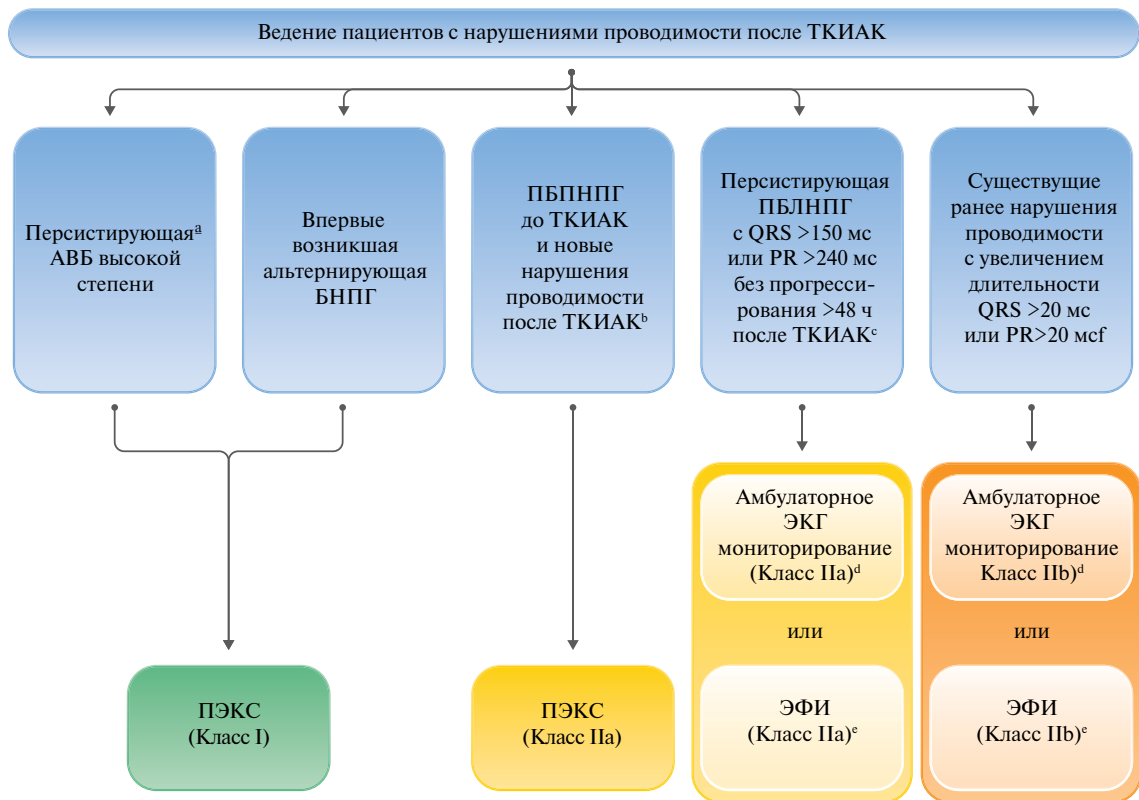 Ведение пациентов с нарушениями проводимости после ТКИАК
Персистирующаяa
АВБ высокой
степени
Впервые
возникшая
альтернирующая
БНПГ
ПБПНПГ
до ТКИАК
и новые
нарушения
проводимости
после ТКИАКb
Персистирующая
ПБЛНПГ
с QRS >150 мс
или PR >240 мс
без прогресси-
рования >48 ч
после ТКИАКc
Существущие
ранее нарушения
проводимости
с увеличением
длительности
QRS >20 мс
или PR>20 мсf
Амбулаторное
ЭКГ
мониторирование
(Класс IIa)d
или
ЭФИ
(Класс IIa)e
Амбулаторное
ЭКГ
мониторирование
Класс IIb)d
или
ЭФИ
(Класс IIb)e
ПЭКС
(Класс I)
ПЭКС
(Класс IIa)